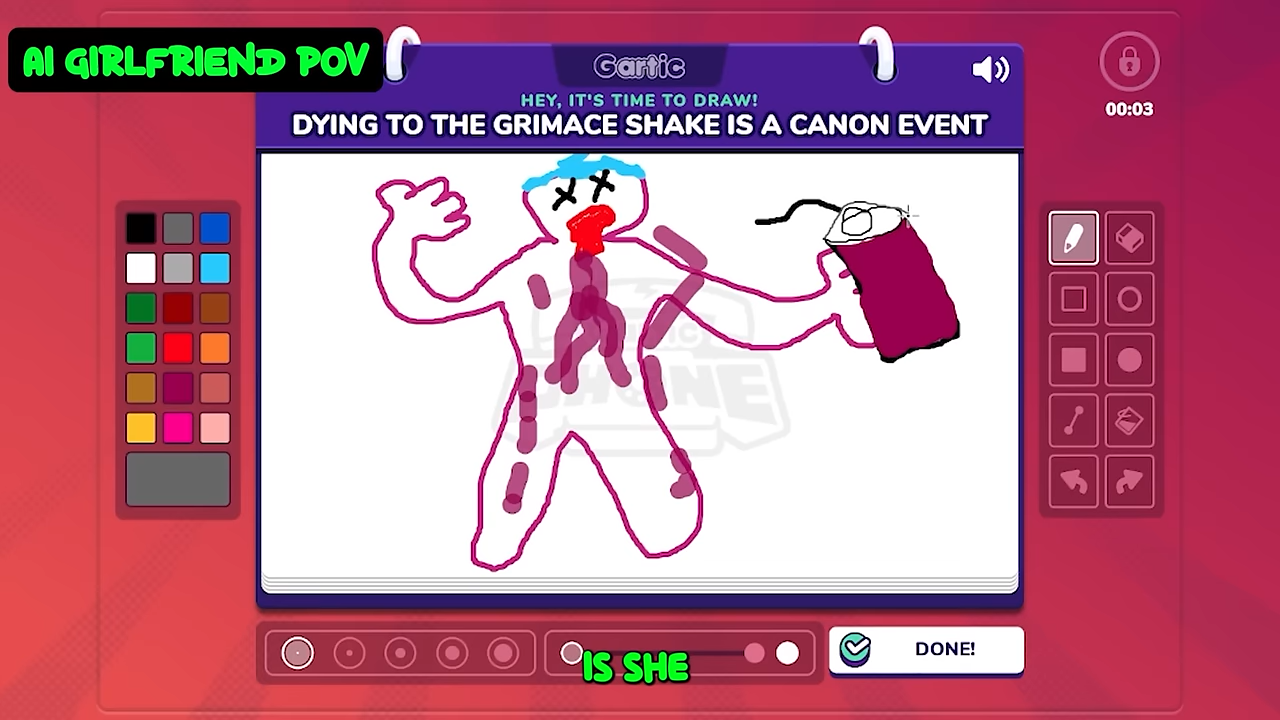 AI GIRLFRIEND POV
Gartic
HEY, IT'S TIME TO DRAW!
DYING TO THE GRIMACE SHAKE IS A CANON EVENT
00:03
PHONE
DONE!
IS SHE